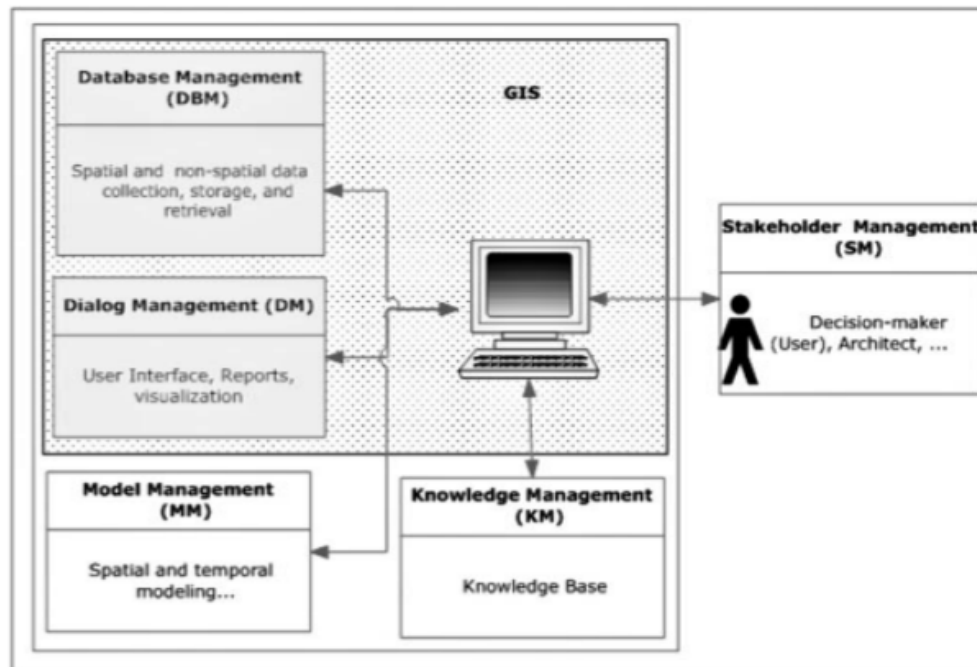 Database Management
(DBM)
Spatial and non-spatial data
collection, storage, and
retrieval
GIS
Dialog Management (DM)
User Interface, Reports,
visualization
Stakeholder Management
(SM)
Decision-maker
(User), Architect, ...
Model Management
(MM)
Spatial and temporal
modeling...
Knowledge Management
(KM)
Knowledge Base